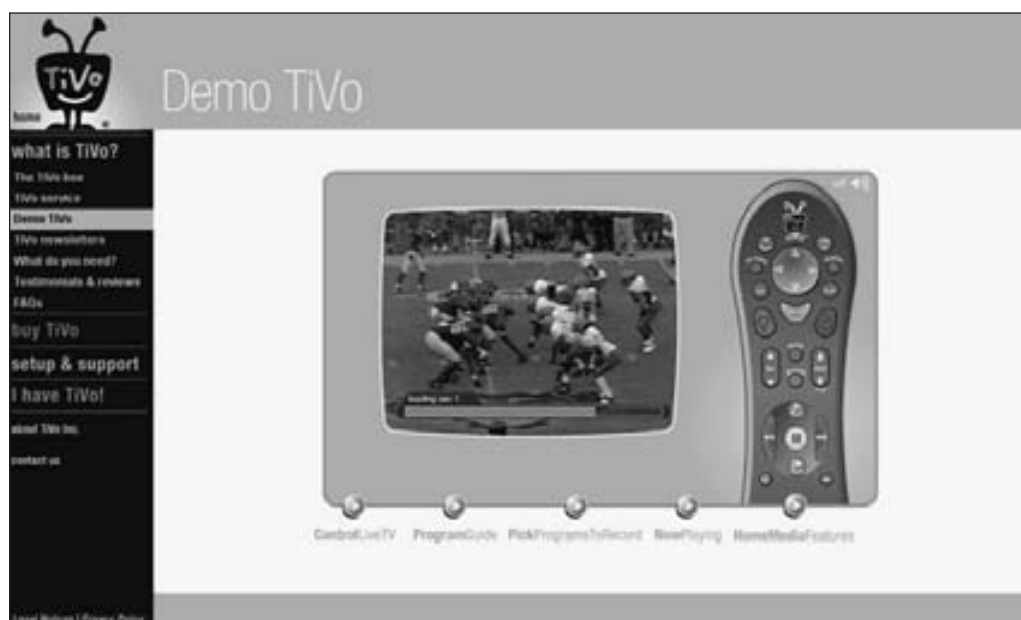 TiVo
home
Demo TiVo
what is TiVo?
The TiVo box
TiVo service
Demo TiVo
TiVo newsletters
What do you need?
Testimonials & reviews
FAQs
buy TiVo
setup & support
I have TiVo!
about TiVo Inc.
contact us
ControlLiveTV
ProgramGuide
PickProgramsToRecord
NowPlaying
HomeMediaFeatures